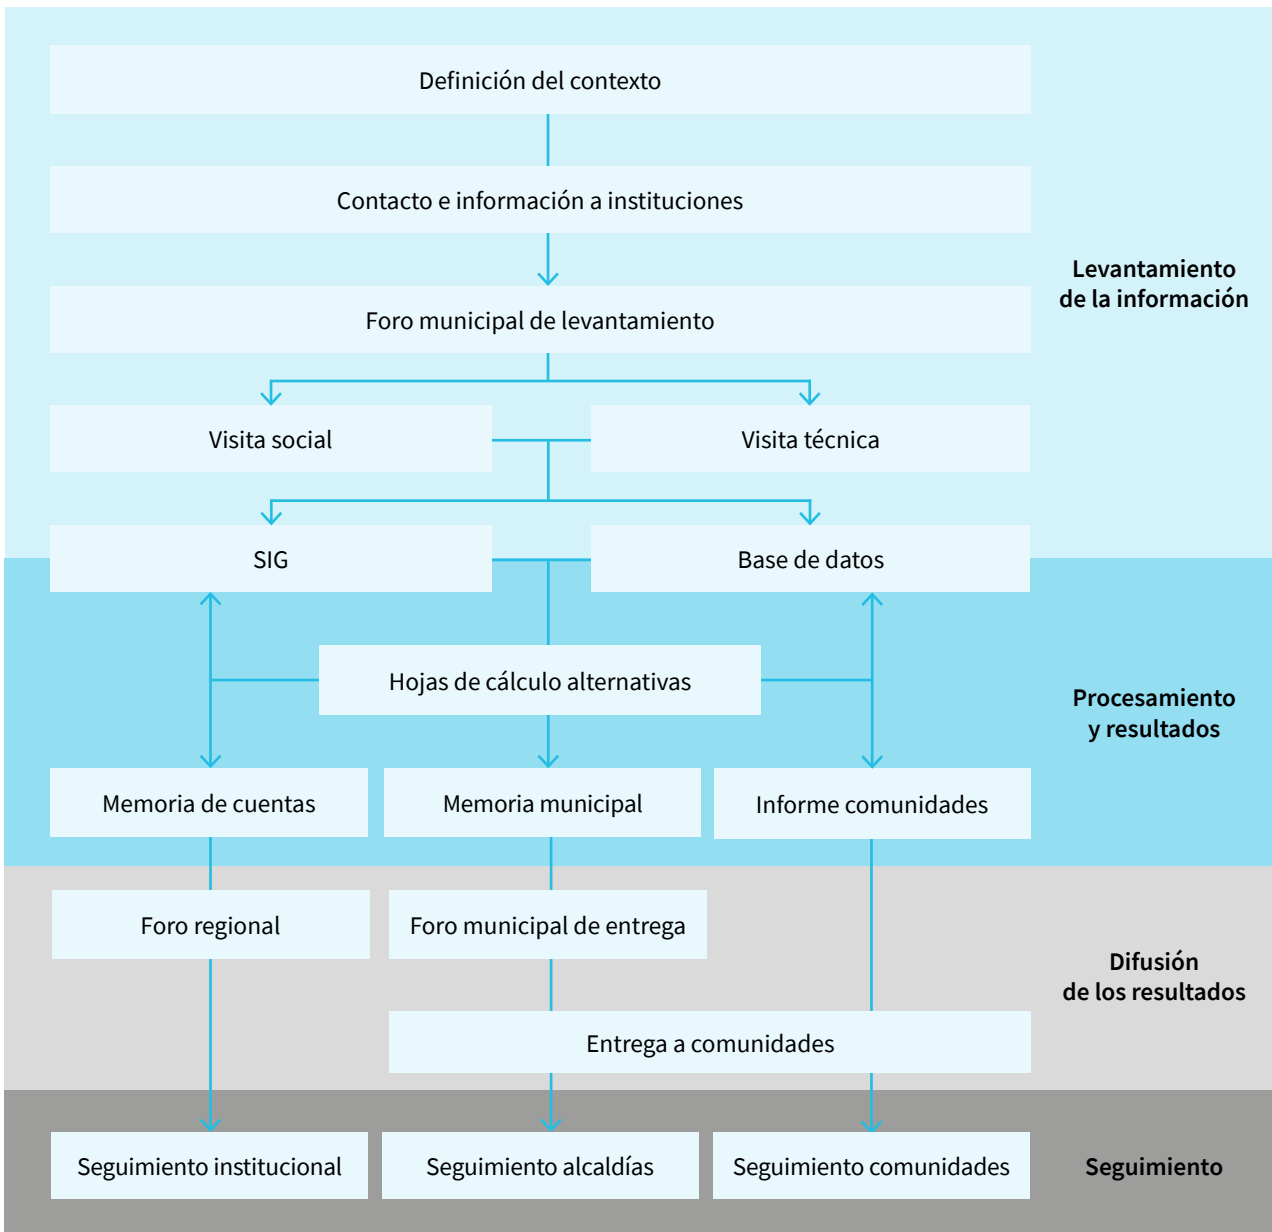 Definición del contexto
Contacto e información a instituciones
Foro municipal de levantamiento
Levantamiento
de la información
Visita social
Visita técnica
SIG
Base de datos
Hojas de cálculo alternativas
Procesamiento
y resultados
Memoria de cuentas
Memoria municipal
Informe comunidades
Foro regional
Foro municipal de entrega
Difusión
de los resultados
Entrega a comunidades
Seguimiento institucional
Seguimiento alcaldías
Seguimiento comunidades
Seguimiento